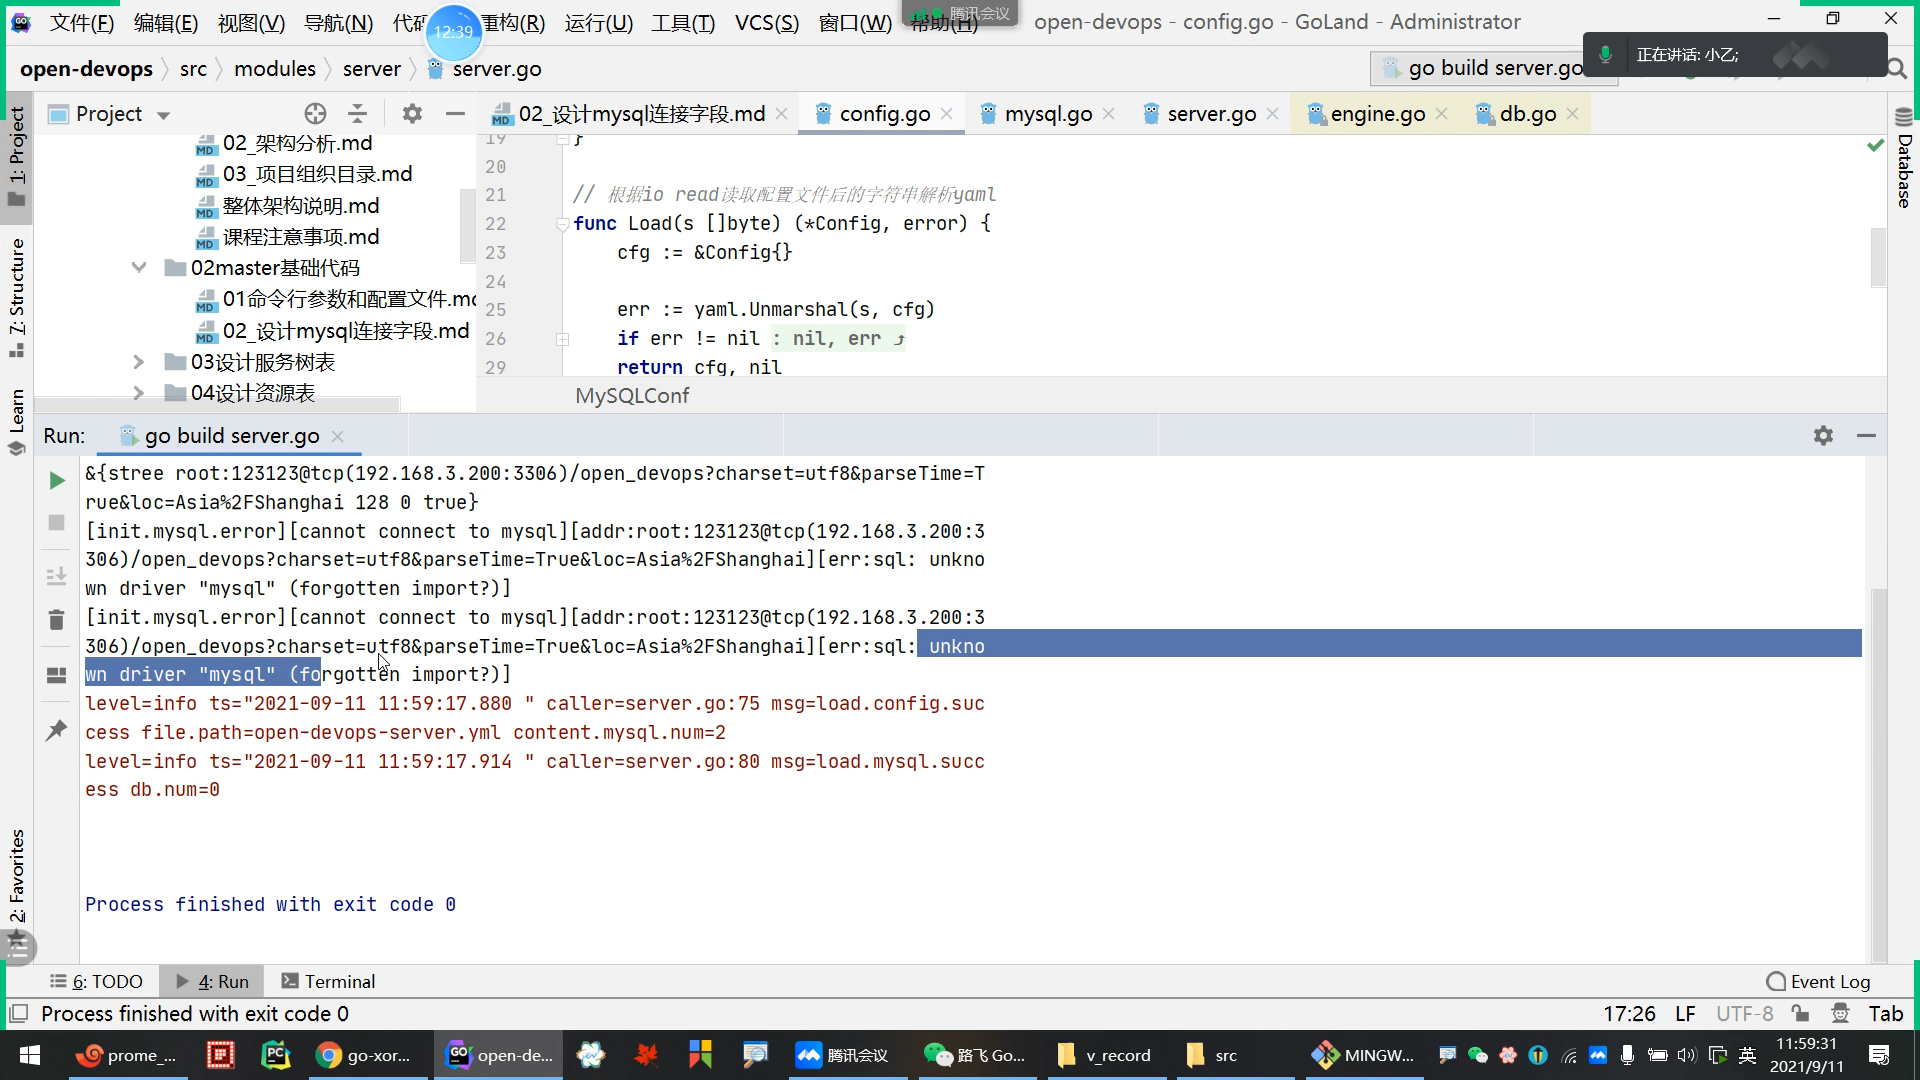 文件(F) 编辑(E) 视图(V) 导航(N) 代码 重构(R) 运行(U) 工具(T) VCS(S) 窗口(W) 帮助(H) open-devops - config.go - GoLand - Administrator
12:39
腾讯会议
open-devops src modules server server.go
go build server.go
正在讲话: 小乙;
Project
02_设计mysql连接字段.md config.go mysql.go server.go engine.go db.go
1: Project
7: Structure
Learn
2: Favorites
Database
02_架构分析.md
03_项目组织目录.md
整体架构说明.md
课程注意事项.md
02master基础代码
01命令行参数和配置文件.md
02_设计mysql连接字段.md
03设计服务树表
04设计资源表
19 }
20
21 // 根据io read读取配置文件后的字符串解析yaml
22 func Load(s []byte) (*Config, error) {
23 cfg := &Config{}
24
25 err := yaml.Unmarshal(s, cfg)
26 if err != nil : nil, err
29 return cfg, nil
MySQLConf
Run: go build server.go
&{stree root:123123@tcp(192.168.3.200:3306)/open_devops?charset=utf8&parseTime=T
rue&loc=Asia%2FShanghai 128 0 true}
[init.mysql.error][cannot connect to mysql][addr:root:123123@tcp(192.168.3.200:3
306)/open_devops?charset=utf8&parseTime=True&loc=Asia%2FShanghai][err:sql: unkno
wn driver "mysql" (forgotten import?)]
[init.mysql.error][cannot connect to mysql][addr:root:123123@tcp(192.168.3.200:3
306)/open_devops?charset=utf8&parseTime=True&loc=Asia%2FShanghai][err:sql: unkno
wn driver "mysql" (forgotten import?)]
level=info ts="2021-09-11 11:59:17.880 " caller=server.go:75 msg=load.config.suc
cess file.path=open-devops-server.yml content.mysql.num=2
level=info ts="2021-09-11 11:59:17.914 " caller=server.go:80 msg=load.mysql.succ
ess db.num=0
Process finished with exit code 0
6: TODO 4: Run Terminal Event Log
Process finished with exit code 0 17:26 LF UTF-8 Tab
prome_... PC go-xor... GO open-de... 腾讯会议 路飞 Go... v_record src MINGW... 英 11:59:31
2021/9/11